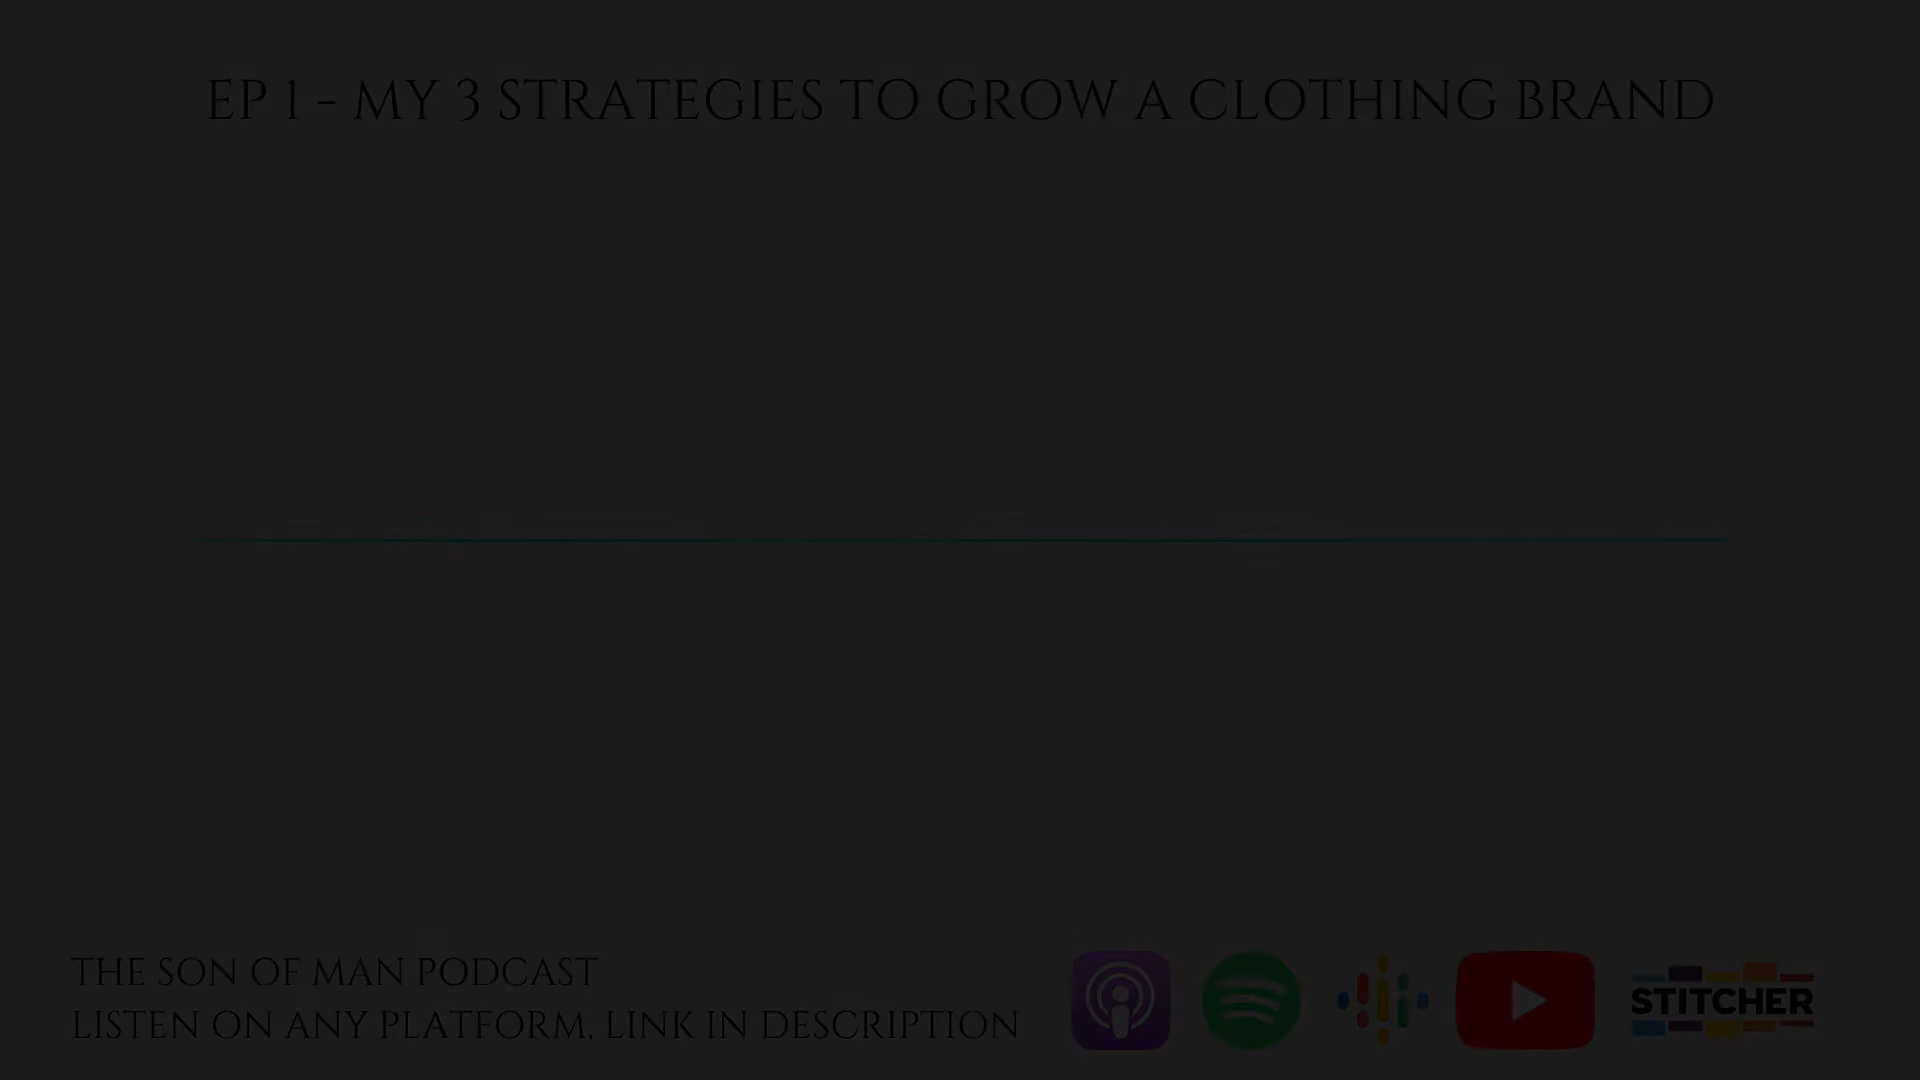 EP 1 - MY 3 STRATEGIES TO GROW A CLOTHING BRAND
THE SON OF MAN PODCAST
LISTEN ON ANY PLATFORM, LINK IN DESCRIPTION
STITCHER